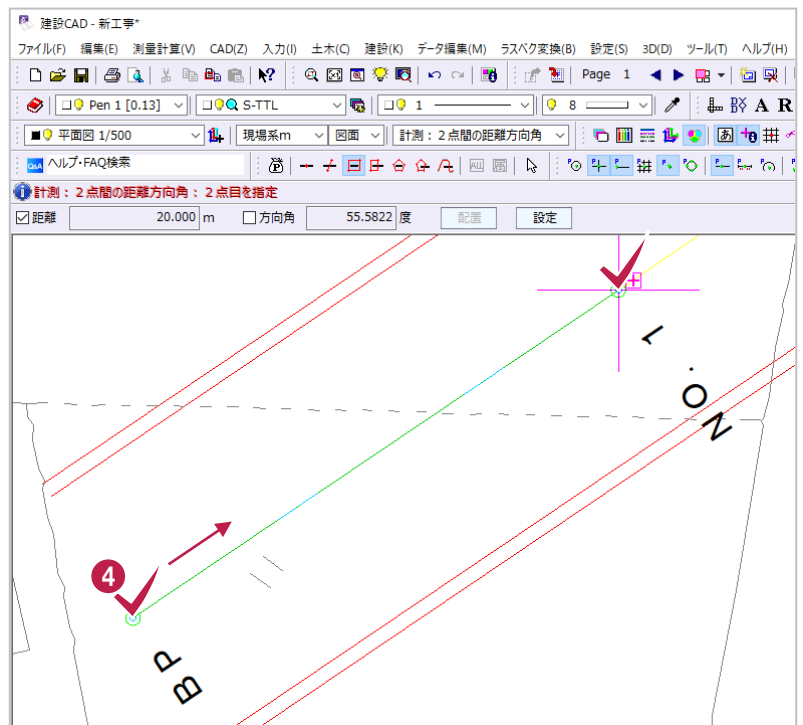 建設CAD - 新工事*
ファイル(F) 編集(E) 測量計算(V) CAD(Z) 入力(I) 土木(C) 建設(K) データ編集(M) ラスベク変換(B) 設定(S) 3D(D) ツール(T) ヘルプ(H)
Page 1
Pen 1 [0.13] S-TTL 1 8 BY A R
平面図 1/500 現場系m 図面 計測：2点間の距離方向角 あ
Q&A ヘルプ・FAQ検索
計測：2点間の距離方向角：2点目を指定
距離 20.000 m 方向角 55.5822 度 配置 設定
NO.1
4
BP